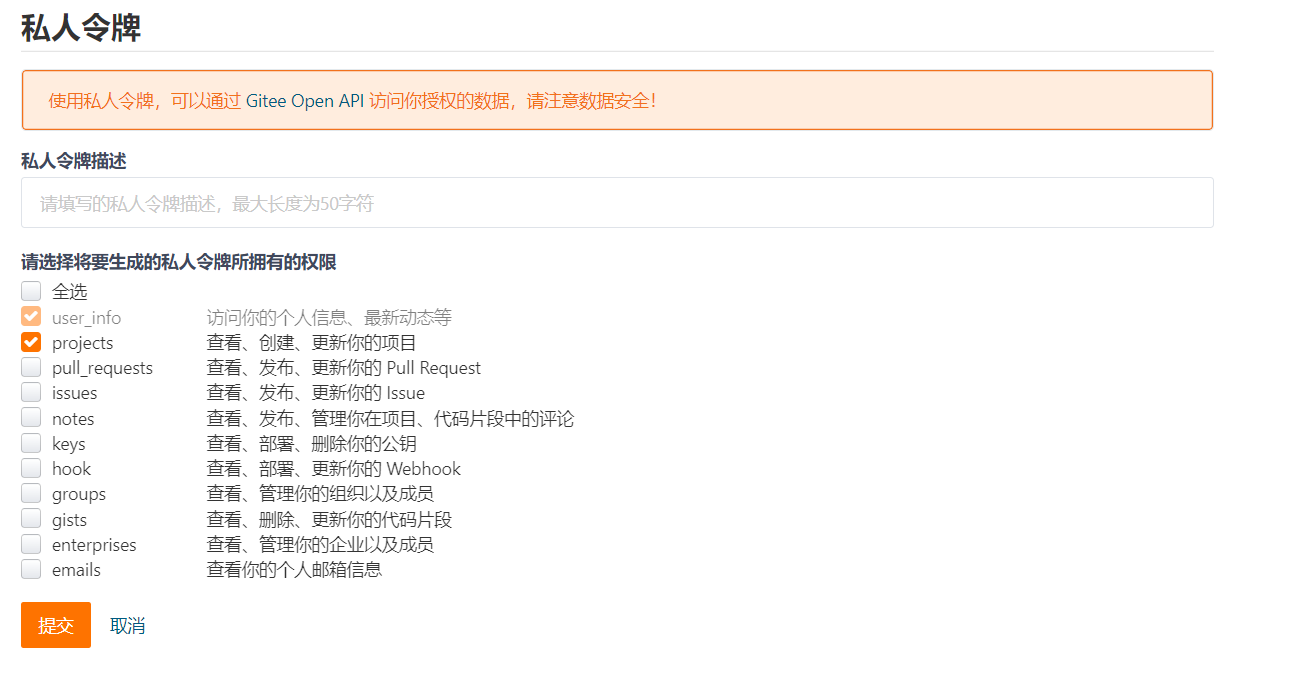 私人令牌
使用私人令牌，可以通过 Gitee Open API 访问你授权的数据，请注意数据安全！
私人令牌描述
请填写的私人令牌描述，最大长度为50字符
请选择将要生成的私人令牌所拥有的权限
全选
user_info 访问你的个人信息、最新动态等
projects 查看、创建、更新你的项目
pull_requests 查看、发布、更新你的 Pull Request
issues 查看、发布、更新你的 Issue
notes 查看、发布、管理你在项目、代码片段中的评论
keys 查看、部署、删除你的公钥
hook 查看、部署、更新你的 Webhook
groups 查看、管理你的组织以及成员
gists 查看、删除、更新你的代码片段
enterprises 查看、管理你的企业以及成员
emails 查看你的个人邮箱信息
提交 取消